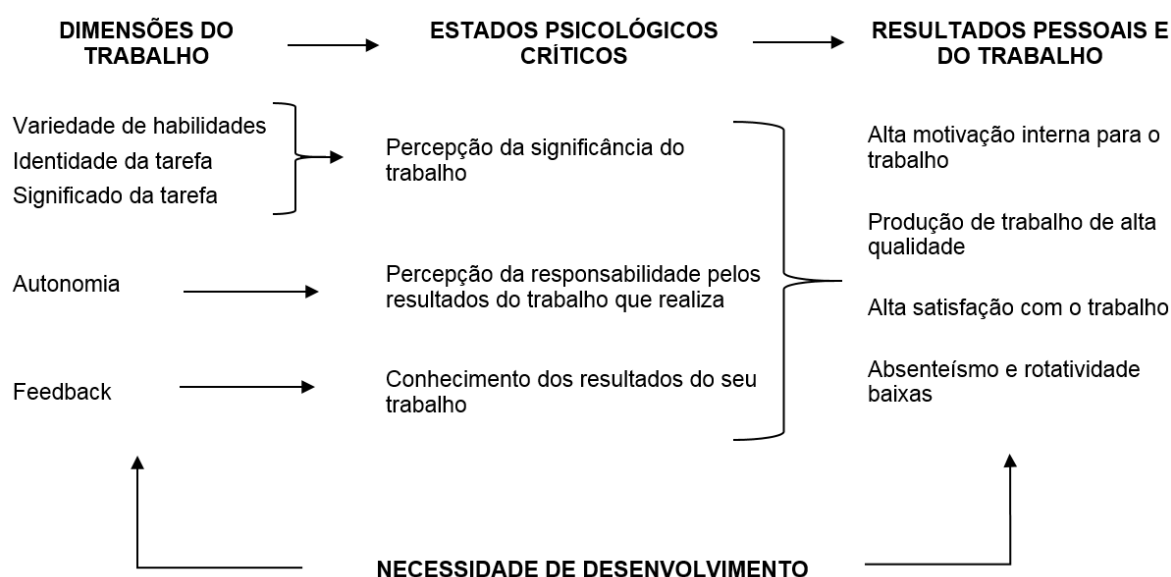 DIMENSÕES DO
TRABALHO
ESTADOS PSICOLÓGICOS
CRÍTICOS
RESULTADOS PESSOAIS E
DO TRABALHO
Variedade de habilidades
Identidade da tarefa
Significado da tarefa
Autonomia
Feedback
Percepção da significância do
trabalho
Percepção da responsabilidade pelos
resultados do trabalho que realiza
Conhecimento dos resultados do seu
trabalho
Alta motivação interna para o
trabalho
Produção de trabalho de alta
qualidade
Alta satisfação com o trabalho
Absenteísmo e rotatividade
baixas
NECESSIDADE DE DESENVOLVIMENTO